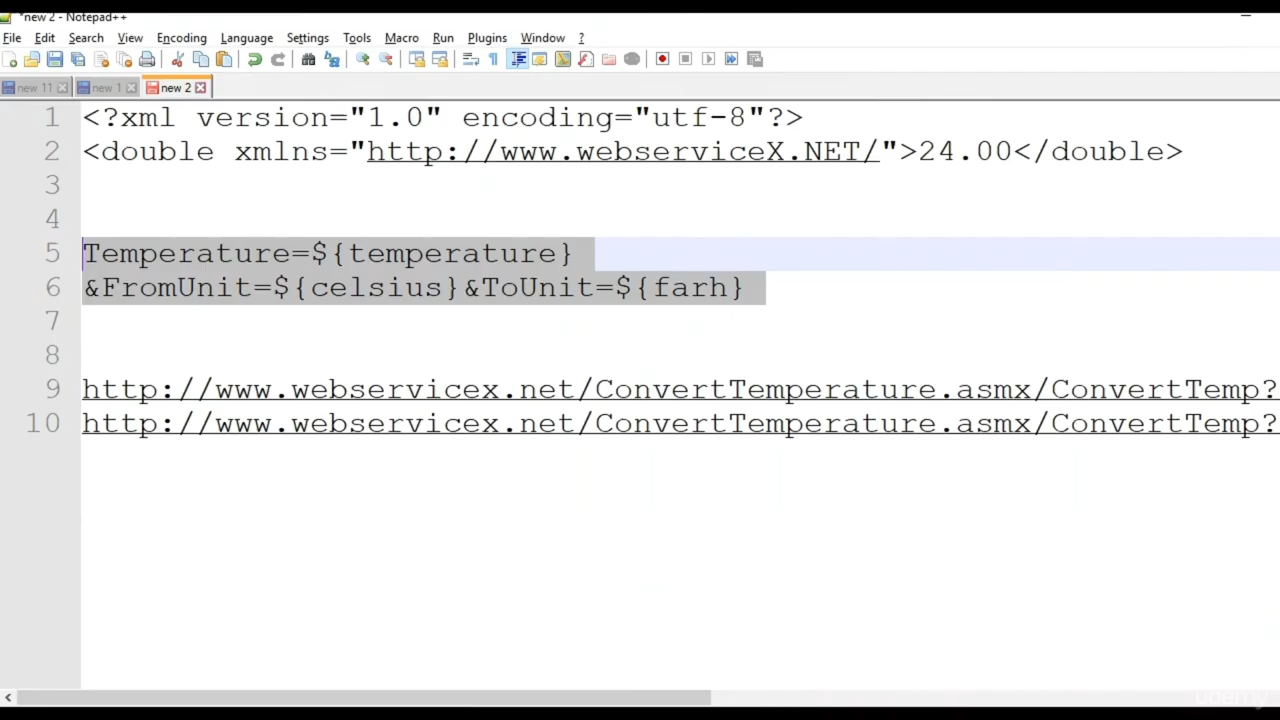 *new 2 - Notepad++
File Edit Search View Encoding Language Settings Tools Macro Run Plugins Window ?
new 11 new 1 new 2
1 <?xml version="1.0" encoding="utf-8"?>
2 <double xmlns="http://www.webserviceX.NET/">24.00</double>
3
4
5 Temperature=${temperature}
6 &FromUnit=${celsius}&ToUnit=${farh}
7
8
9 http://www.webservicex.net/ConvertTemperature.asmx/ConvertTemp?
10 http://www.webservicex.net/ConvertTemperature.asmx/ConvertTemp?
udemy